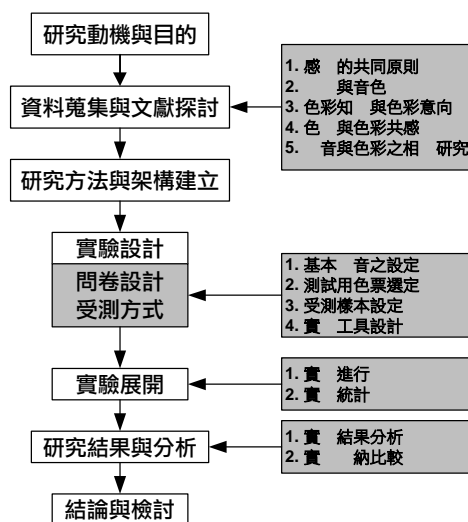 研究動機與目的
資料蒐集與文獻探討
1. 感 的共同原則
2. 與音色
3. 色彩知 與色彩意向
4. 色 與色彩共感
5. 音與色彩之相 研究
研究方法與架構建立
實驗設計
問卷設計
受測方式
1. 基本 音之設定
2. 測試用色票選定
3. 受測樣本設定
4. 實 工具設計
實驗展開
1. 實 進行
2. 實 統計
研究結果與分析
1. 實 結果分析
2. 實 納比較
結論與檢討